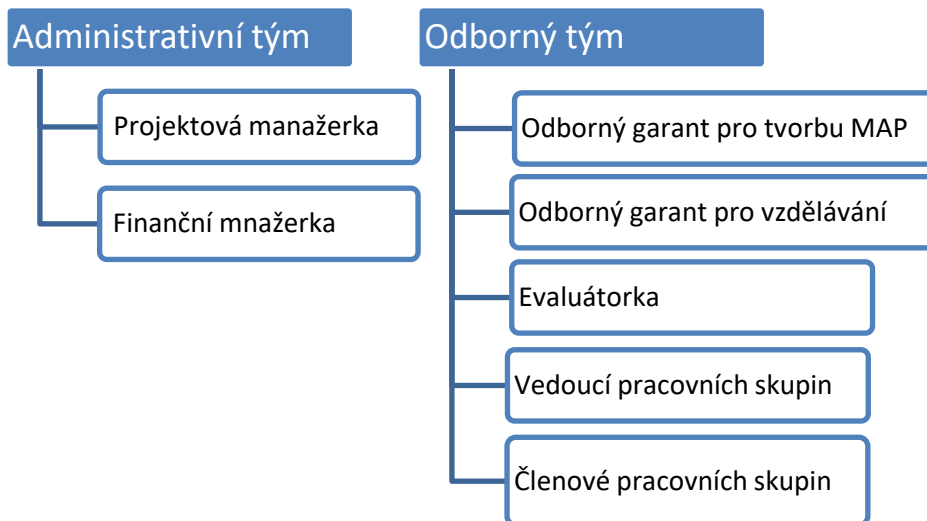 Administrativní tým
Projektová manažerka
Finanční mnažerka
Odborný tým
Odborný garant pro tvorbu MAP
Odborný garant pro vzdělávání
Evaluátorka
Vedoucí pracovních skupin
Členové pracovních skupin